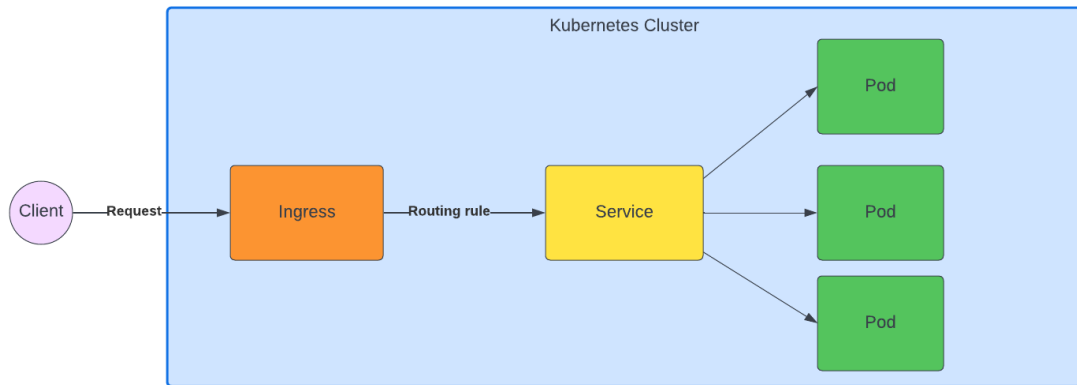 Kubernetes Cluster
Pod
Client
Request
Ingress
Routing rule
Service
Pod
Pod